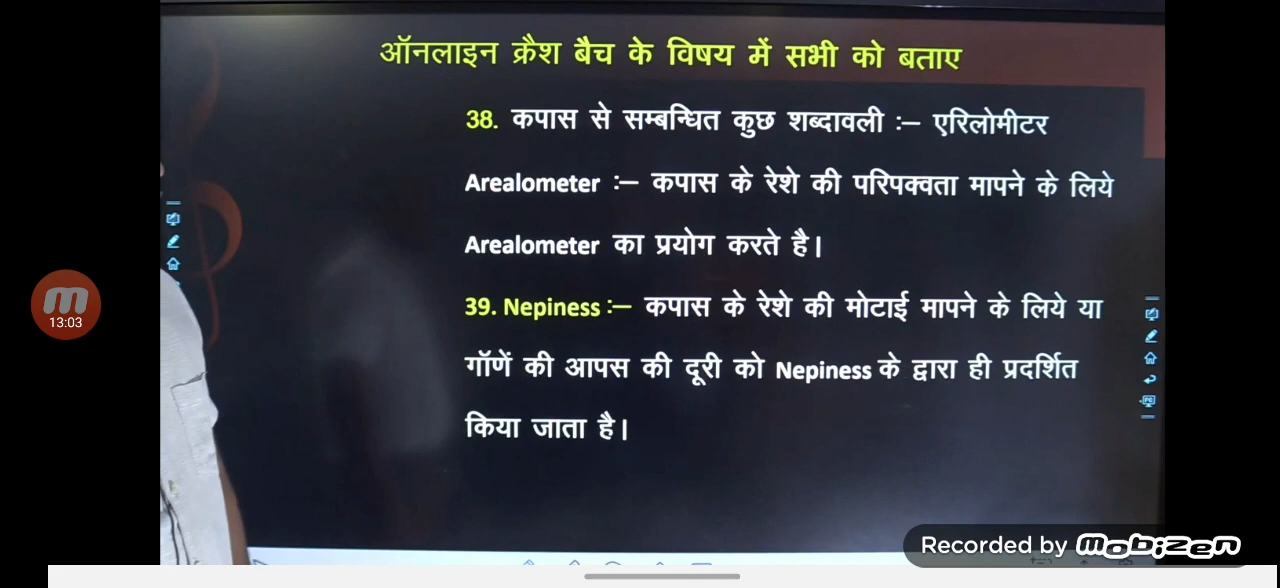 ऑनलाइन क्रैश बैच के विषय में सभी को बताए
38. कपास से सम्बन्धित कुछ शब्दावली :– एरिलोमीटर
Arealometer :– कपास के रेशे की परिपक्वता मापने के लिये
Arealometer का प्रयोग करते है।
39. Nepiness :– कपास के रेशे की मोटाई मापने के लिये या
गॉणें की आपस की दूरी को Nepiness के द्वारा ही प्रदर्शित
किया जाता है।
13:03
Recorded by mobizen